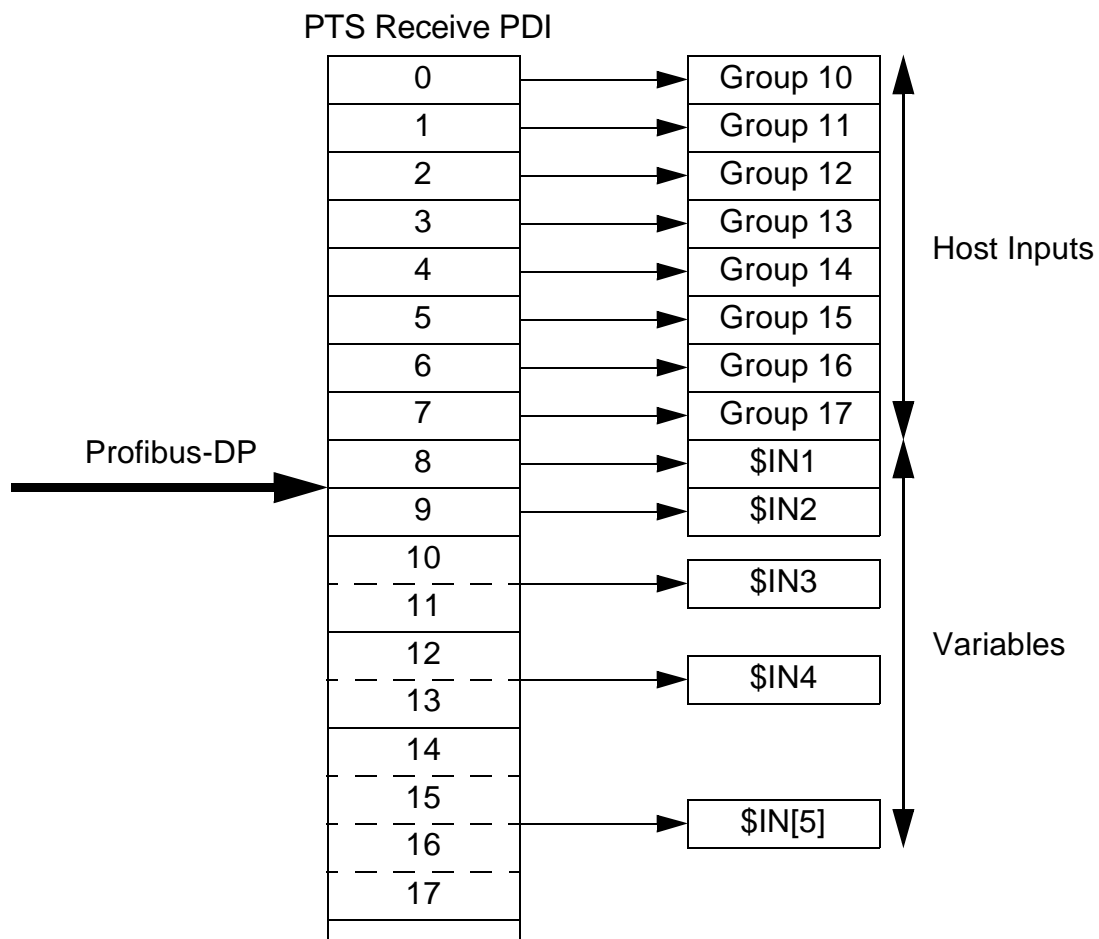 PTS Receive PDI
0 Group 10
1 Group 11
2 Group 12
3 Group 13
4 Group 14
5 Group 15
6 Group 16
7 Group 17
Host Inputs
Profibus-DP
8 $IN1
9 $IN2
10
11
$IN3
12
13
$IN4
Variables
14
15
16
17
$IN[5]